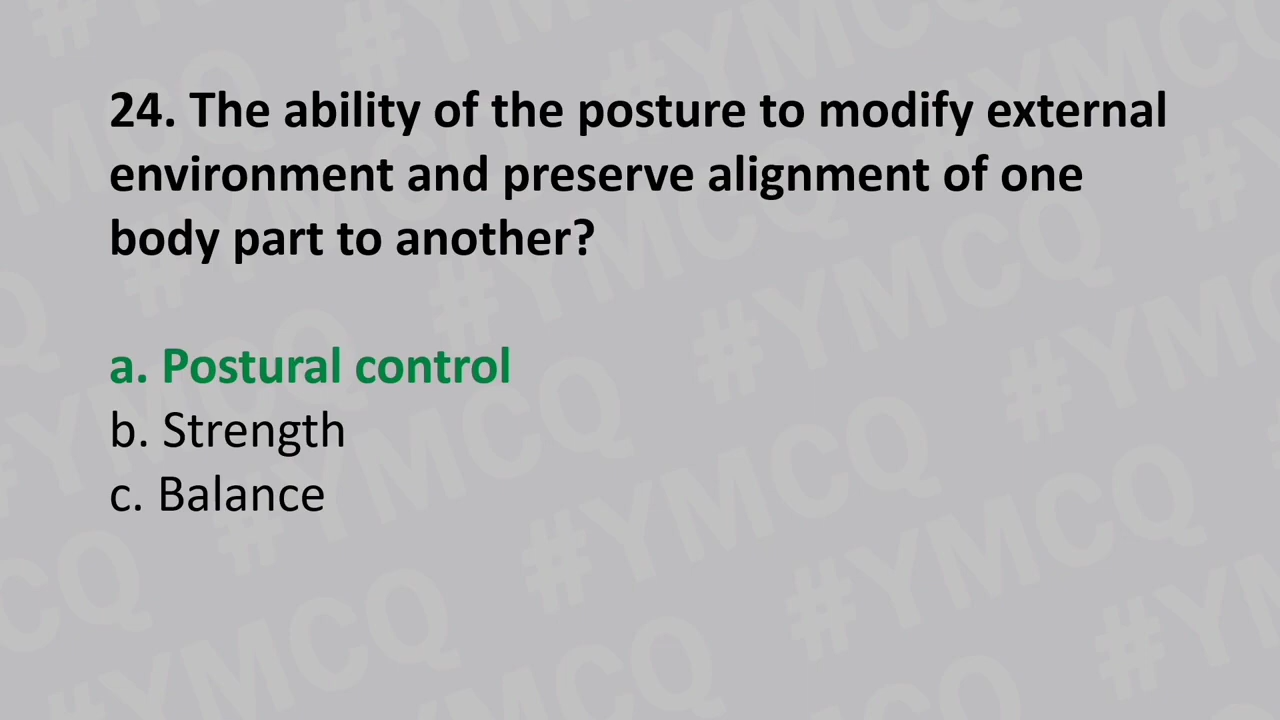 24. The ability of the posture to modify external
environment and preserve alignment of one
body part to another?
a. Postural control
b. Strength
c. Balance
#YMCQ